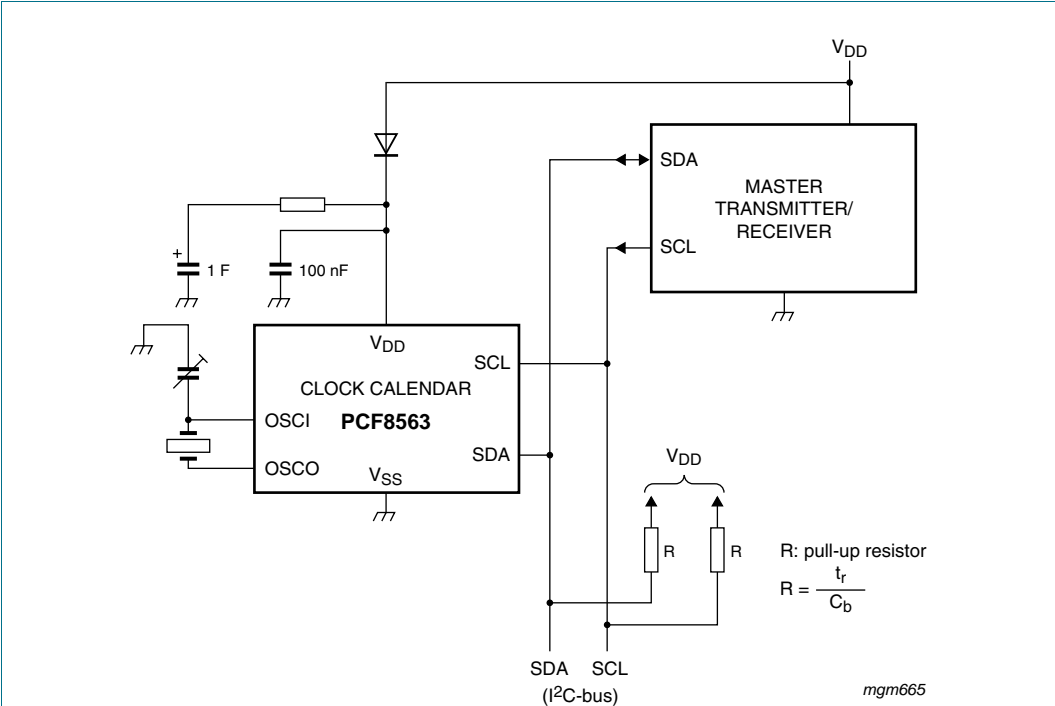 VDD
SDA
MASTER
TRANSMITTER/
RECEIVER
SCL
+
1 F
100 nF
VDD
SCL
CLOCK CALENDAR
PCF8563
OSCI
OSCO
SDA
VSS
VDD
R
R
R: pull-up resistor
R = tr / Cb
SDA SCL
(I²C-bus)
mgm665